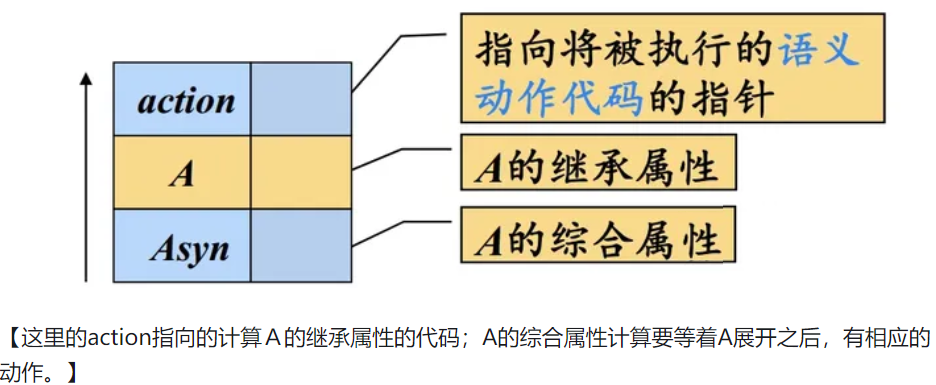 指向将被执行的语义
动作代码的指针
action
A的继承属性
A
A的综合属性
Asyn
【这里的action指向的计算A的继承属性的代码；A的综合属性计算要等着A展开之后，有相应的
动作。】